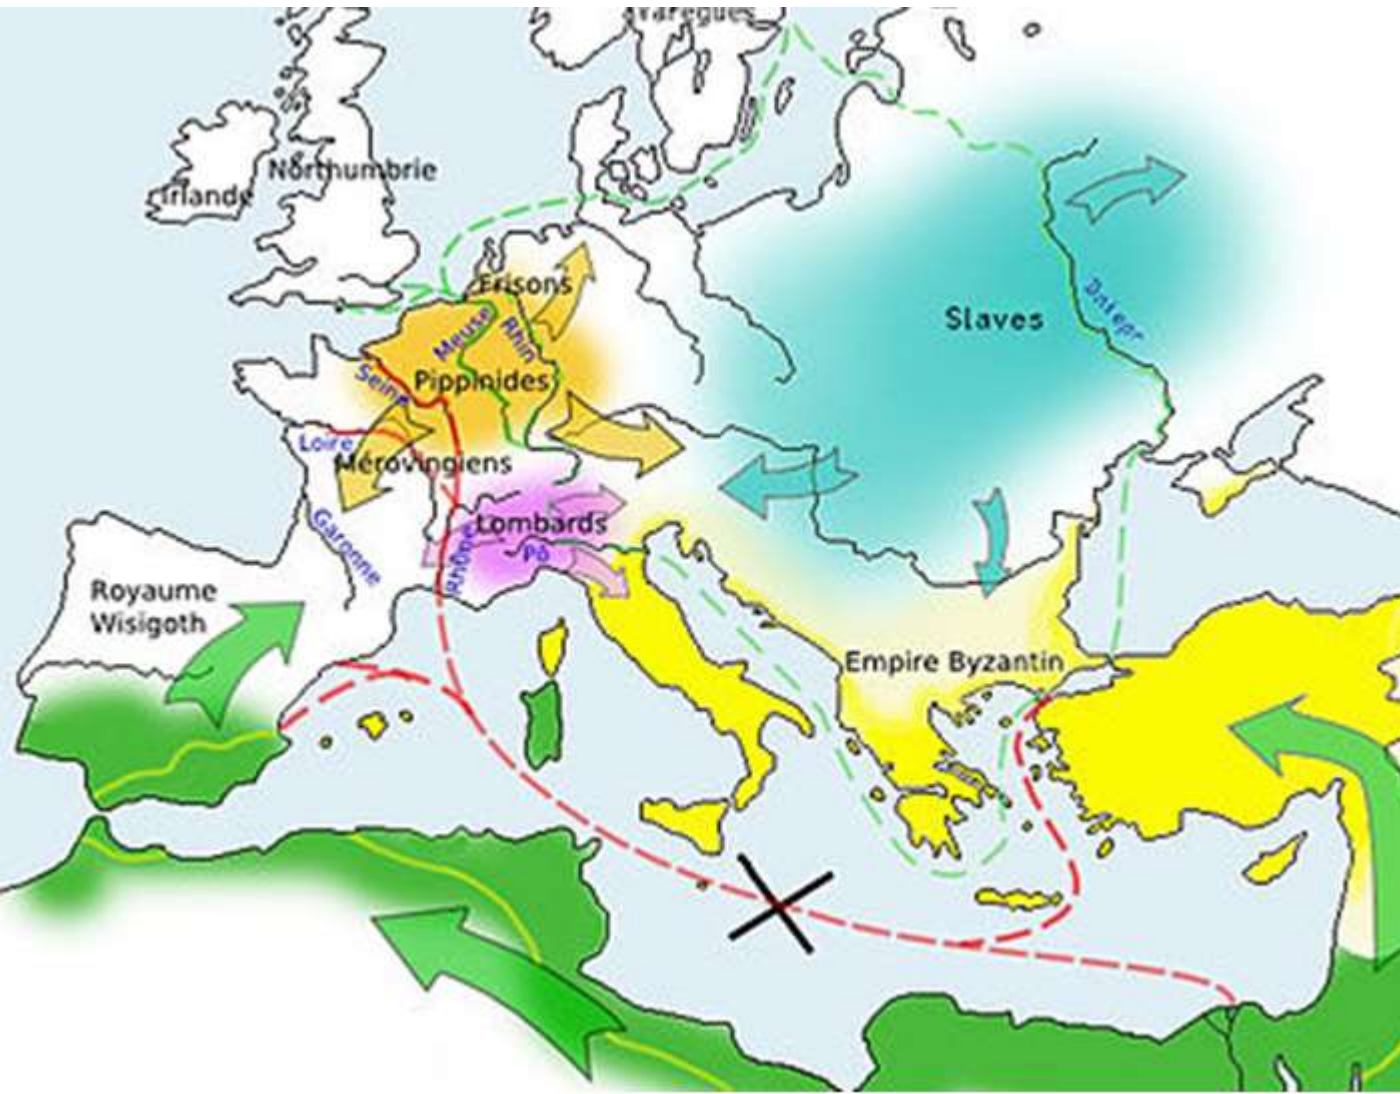 Varegues
Northumbrie
Irlande
Frisons
Meuse
Rhin
Dniepr
Slaves
Seine
Pippinides
Loire
Mérovingiens
Garonne
Lombards
Rhône
Pô
Royaume
Wisigoth
Empire Byzantin